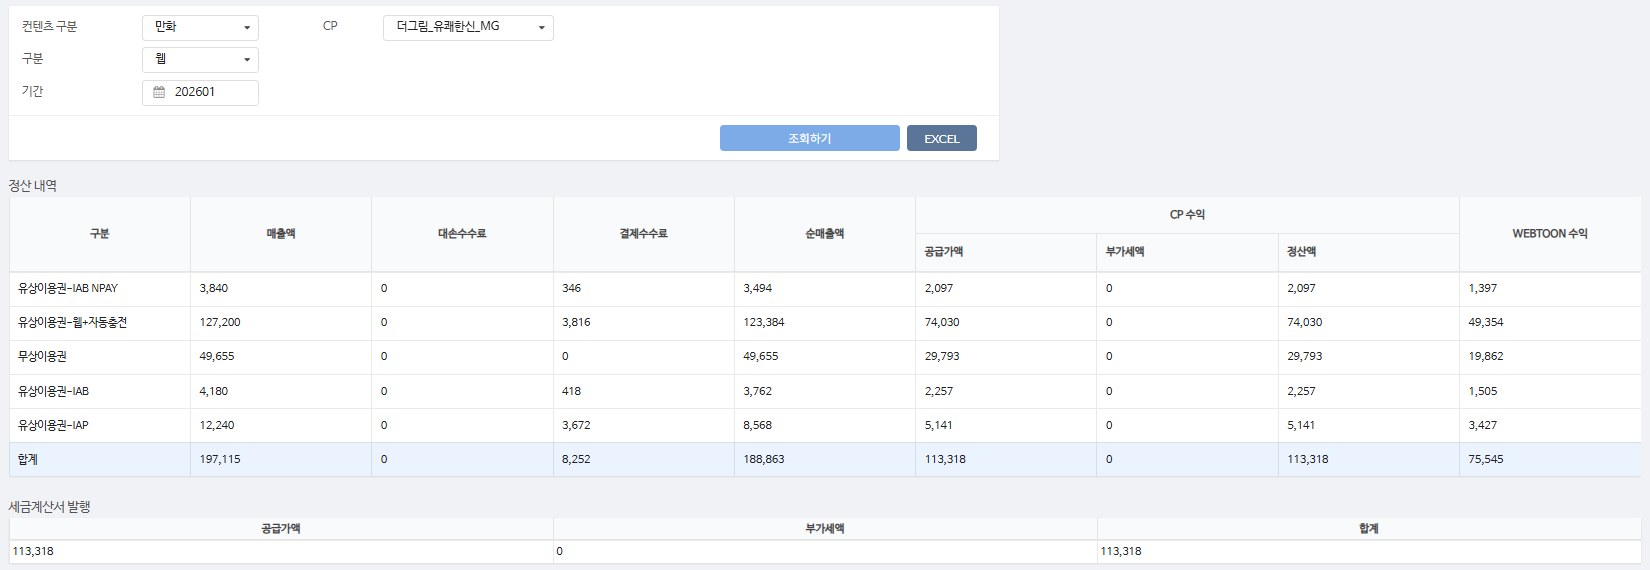 컨텐츠 구분 만화 CP 더그림_유쾌한신_MG
구분 웹
기간 202601
조회하기 EXCEL
정산 내역
구분 매출액 대손수수료 결제수수료 순매출액 CP 수익 WEBTOON 수익
공급가액 부가세액 정산액
유상이용권-IAB NPAY 3,840 0 346 3,494 2,097 0 2,097 1,397
유상이용권-웹+자동충전 127,200 0 3,816 123,384 74,030 0 74,030 49,354
무상이용권 49,655 0 0 49,655 29,793 0 29,793 19,862
유상이용권-IAB 4,180 0 418 3,762 2,257 0 2,257 1,505
유상이용권-IAP 12,240 0 3,672 8,568 5,141 0 5,141 3,427
합계 197,115 0 8,252 188,863 113,318 0 113,318 75,545
세금계산서 발행
공급가액 부가세액 합계
113,318 0 113,318